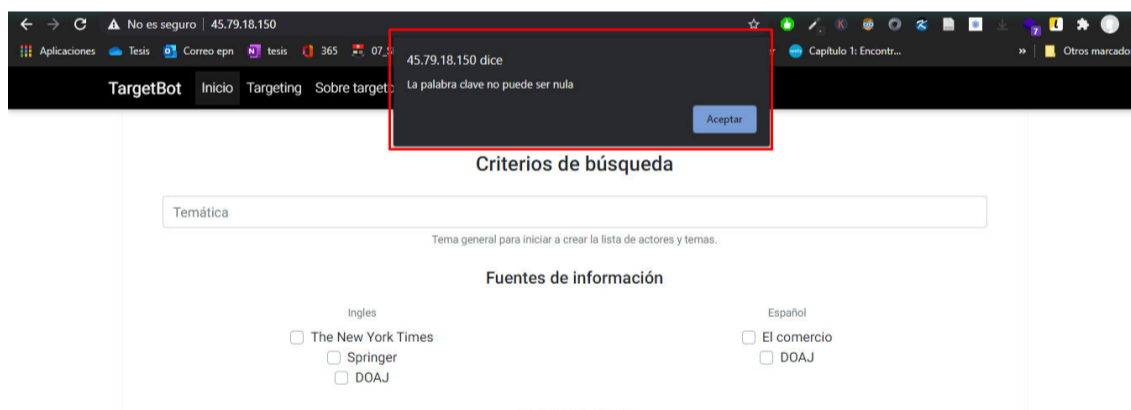 No es seguro | 45.79.18.150
Aplicaciones Tesis Correo epn tesis 365 Capítulo 1: Encontr... » Otros marcado
45.79.18.150 dice
La palabra clave no puede ser nula
Aceptar
TargetBot Inicio Targeting Sobre targetb
Criterios de búsqueda
Temática
Tema general para iniciar a crear la lista de actores y temas.
Fuentes de información
Ingles Español
The New York Times El comercio
Springer DOAJ
DOAJ